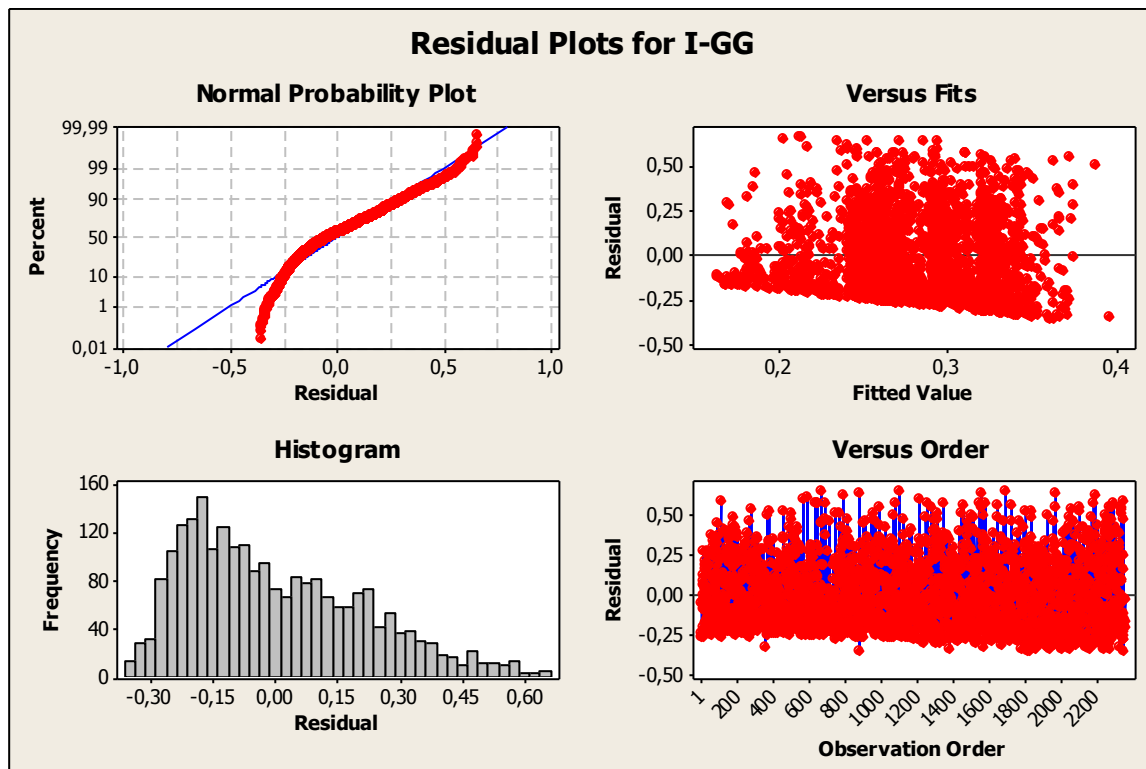 Residual Plots for I-GG
Normal Probability Plot
99,99
99
90
50
10
1
0,01
Percent
-1,0 -0,5 0,0 0,5 1,0
Residual
Versus Fits
0,50
0,25
0,00
-0,25
-0,50
Residual
0,2 0,3 0,4
Fitted Value
Histogram
160
120
80
40
0
Frequency
-0,30 -0,15 0,00 0,15 0,30 0,45 0,60
Residual
Versus Order
0,50
0,25
0,00
-0,25
-0,50
Residual
1 200 400 600 800 1000 1200 1400 1600 1800 2000 2200
Observation Order